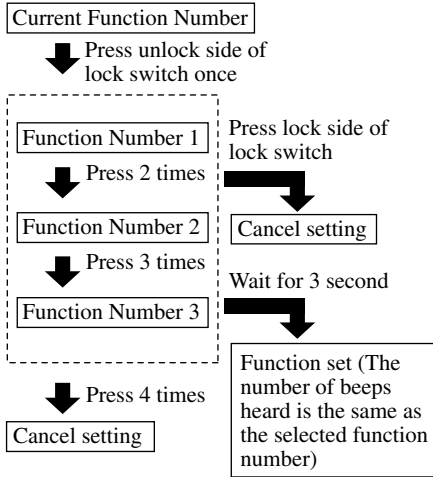 Current Function Number
Press unlock side of
lock switch once
Function Number 1
Press 2 times
Press lock side of
lock switch
Cancel setting
Function Number 2
Press 3 times
Function Number 3
Wait for 3 second
Function set (The
number of beeps
heard is the same as
the selected function
number)
Press 4 times
Cancel setting